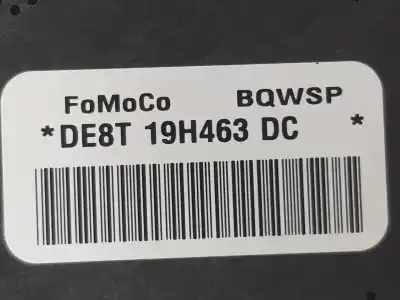 FoMoCo BQWSP
*DE8T 19H463 DC *